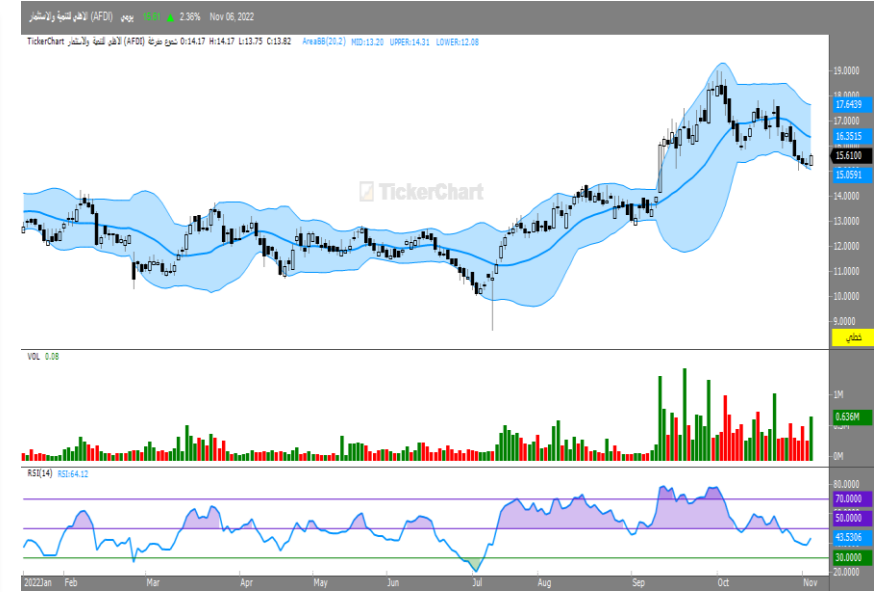 الاهلي للتنمية والاستثمار (AFDI) يومي 15.61 ▲ 2.36% Nov 06, 2022
TickerChart الأهلي للتنمية والاستثمار (AFDI) شموع مفرغة O:14.17 H:14.17 L:13.75 C:13.82 AreaBB(20.2) MID:13.20 UPPER:14.31 LOWER:12.08
19.0000
18.0000
17.6439
17.0000
16.3515
15.6100
15.0591
14.0000
TickerChart
13.0000
12.0000
11.0000
10.0000
9.0000
خطي
VOL 0.08
1M
0.636M
0M
RSI(14) RSI:64.12
80.0000
70.0000
50.0000
43.5306
30.0000
20.0000
2022Jan Feb Mar Apr May Jun Jul Aug Sep Oct Nov